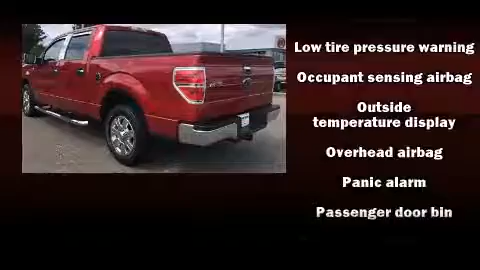 Low tire pressure warning
Occupant sensing airbag
Outside
temperature display
Overhead airbag
Panic alarm
Passenger door bin